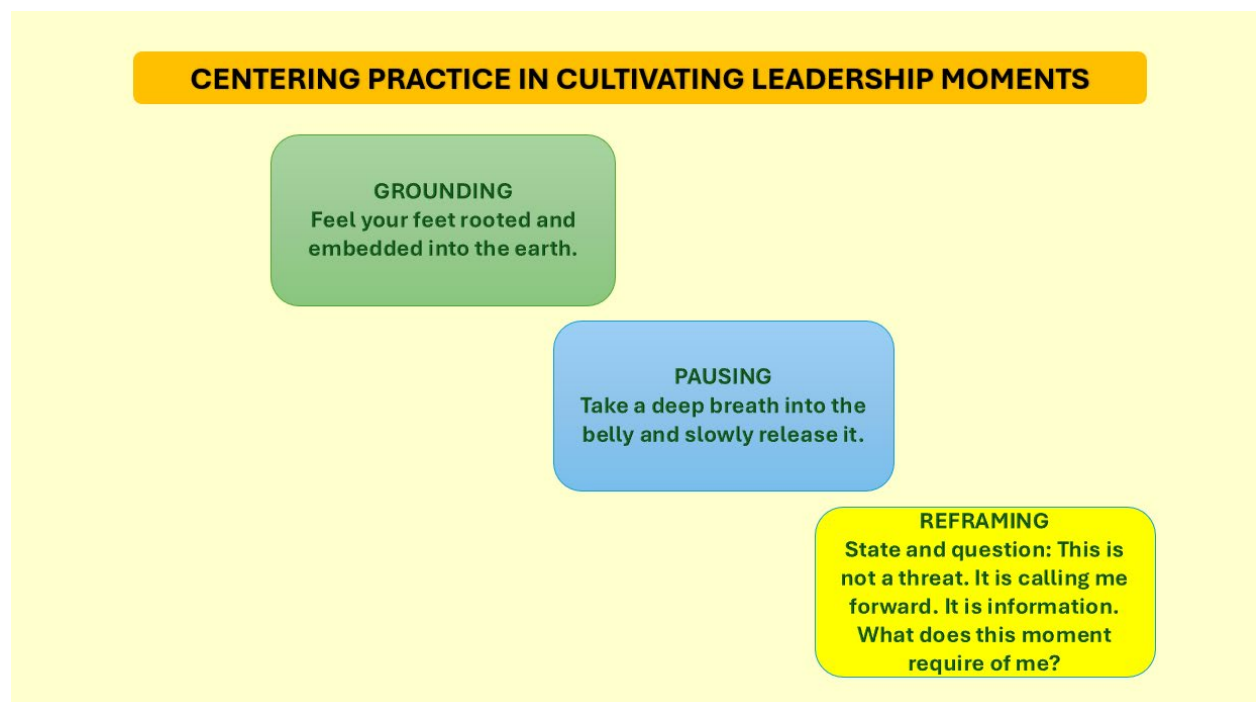 CENTERING PRACTICE IN CULTIVATING LEADERSHIP MOMENTS
GROUNDING
Feel your feet rooted and
embedded into the earth.
PAUSING
Take a deep breath into the
belly and slowly release it.
REFRAMING
State and question: This is
not a threat. It is calling me
forward. It is information.
What does this moment
require of me?